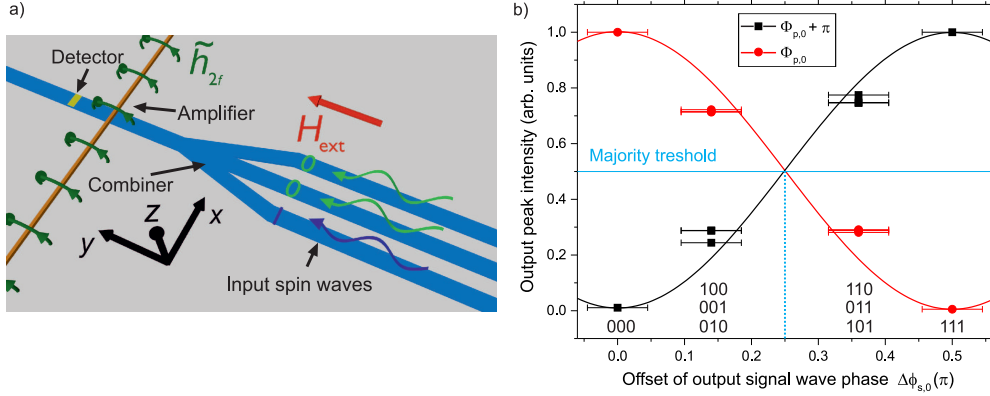 a)
Detector
h̃2f
Amplifier
Hext
Combiner
z
x
y
Input spin waves
0
0
1
b)
Output peak intensity (arb. units)
1.0
0.8
0.6
0.4
0.2
0.0
Φp,0 + π
Φp,0
Majority treshold
100
001
010
000
110
011
101
111
0.0
0.1
0.2
0.3
0.4
0.5
Offset of output signal wave phase Δϕs,0(π)